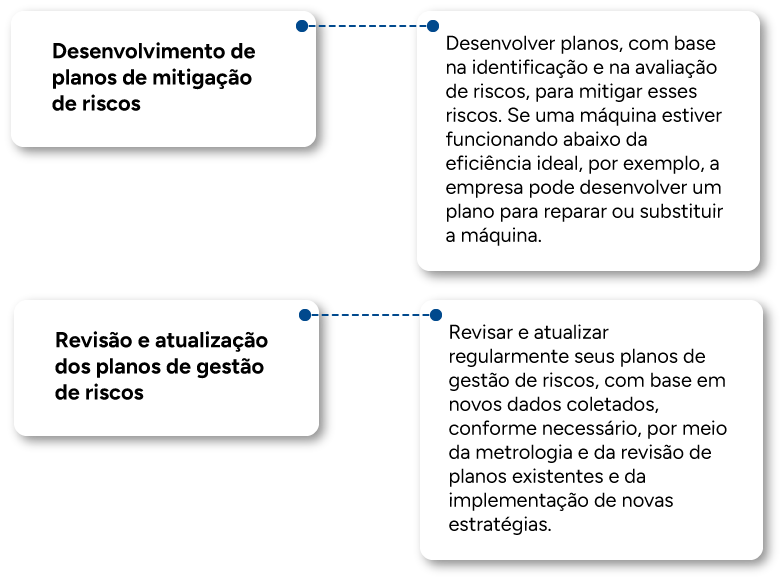 Desenvolvimento de
planos de mitigação
de riscos
Desenvolver planos, com base
na identificação e na avaliação
de riscos, para mitigar esses
riscos. Se uma máquina estiver
funcionando abaixo da
eficiência ideal, por exemplo, a
empresa pode desenvolver um
plano para reparar ou substituir
a máquina.
Revisão e atualização
dos planos de gestão
de riscos
Revisar e atualizar
regularmente seus planos de
gestão de riscos, com base em
novos dados coletados,
conforme necessário, por meio
da metrologia e da revisão de
planos existentes e da
implementação de novas
estratégias.